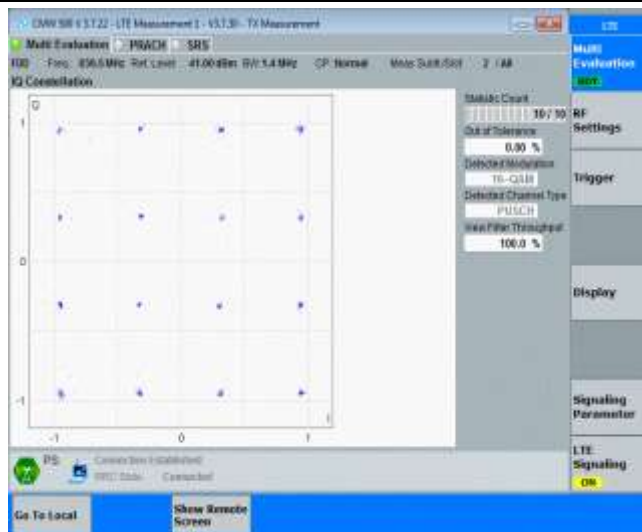 CMW 500 V 3.7.22 - LTE Measurement 1 - V3.7.30 - TX Measurement
LTE
Multi Evaluation PRACH SRS
Multi
Evaluation
RDY
FDD Freq.: 836.5 MHz Ref. Level: 41.00 dBm BW: 1.4 MHz CP: Normal Meas Subfr/Slot 2 / All
IQ Constellation
Q
1
0
-1
-1 0 1
I
Statistic Count
10 / 10
Out of Tolerance
0.00 %
Detected Modulation
16-QAM
Detected Channel Type
PUSCH
View Filter Throughput
100.0 %
RF
Settings
Trigger
Display
Signaling
Parameter
LTE
Signaling
ON
PS: Connection Established
RRC State: Connected
Go To Local
Show Remote
Screen